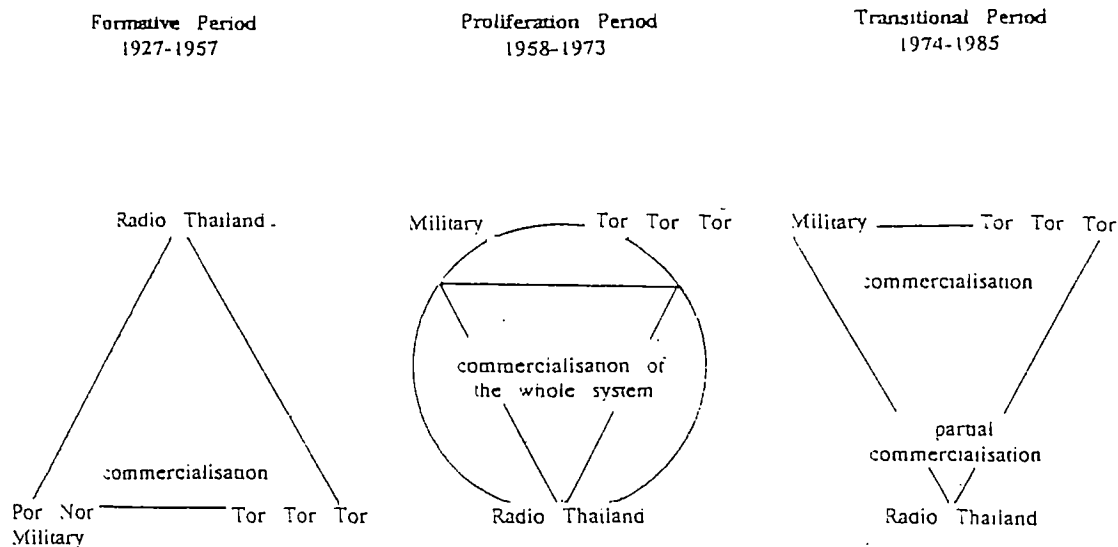 Formative Period
1927-1957
Proliferation Period
1958-1973
Transitional Period
1974-1985
Radio Thailand
commercialisation
Por Nor
Military
Tor Tor Tor
Military
Tor Tor Tor
commercialisation of
the whole system
Radio Thailand
Military
Tor Tor Tor
commercialisation
partial
commercialisation
Radio Thailand